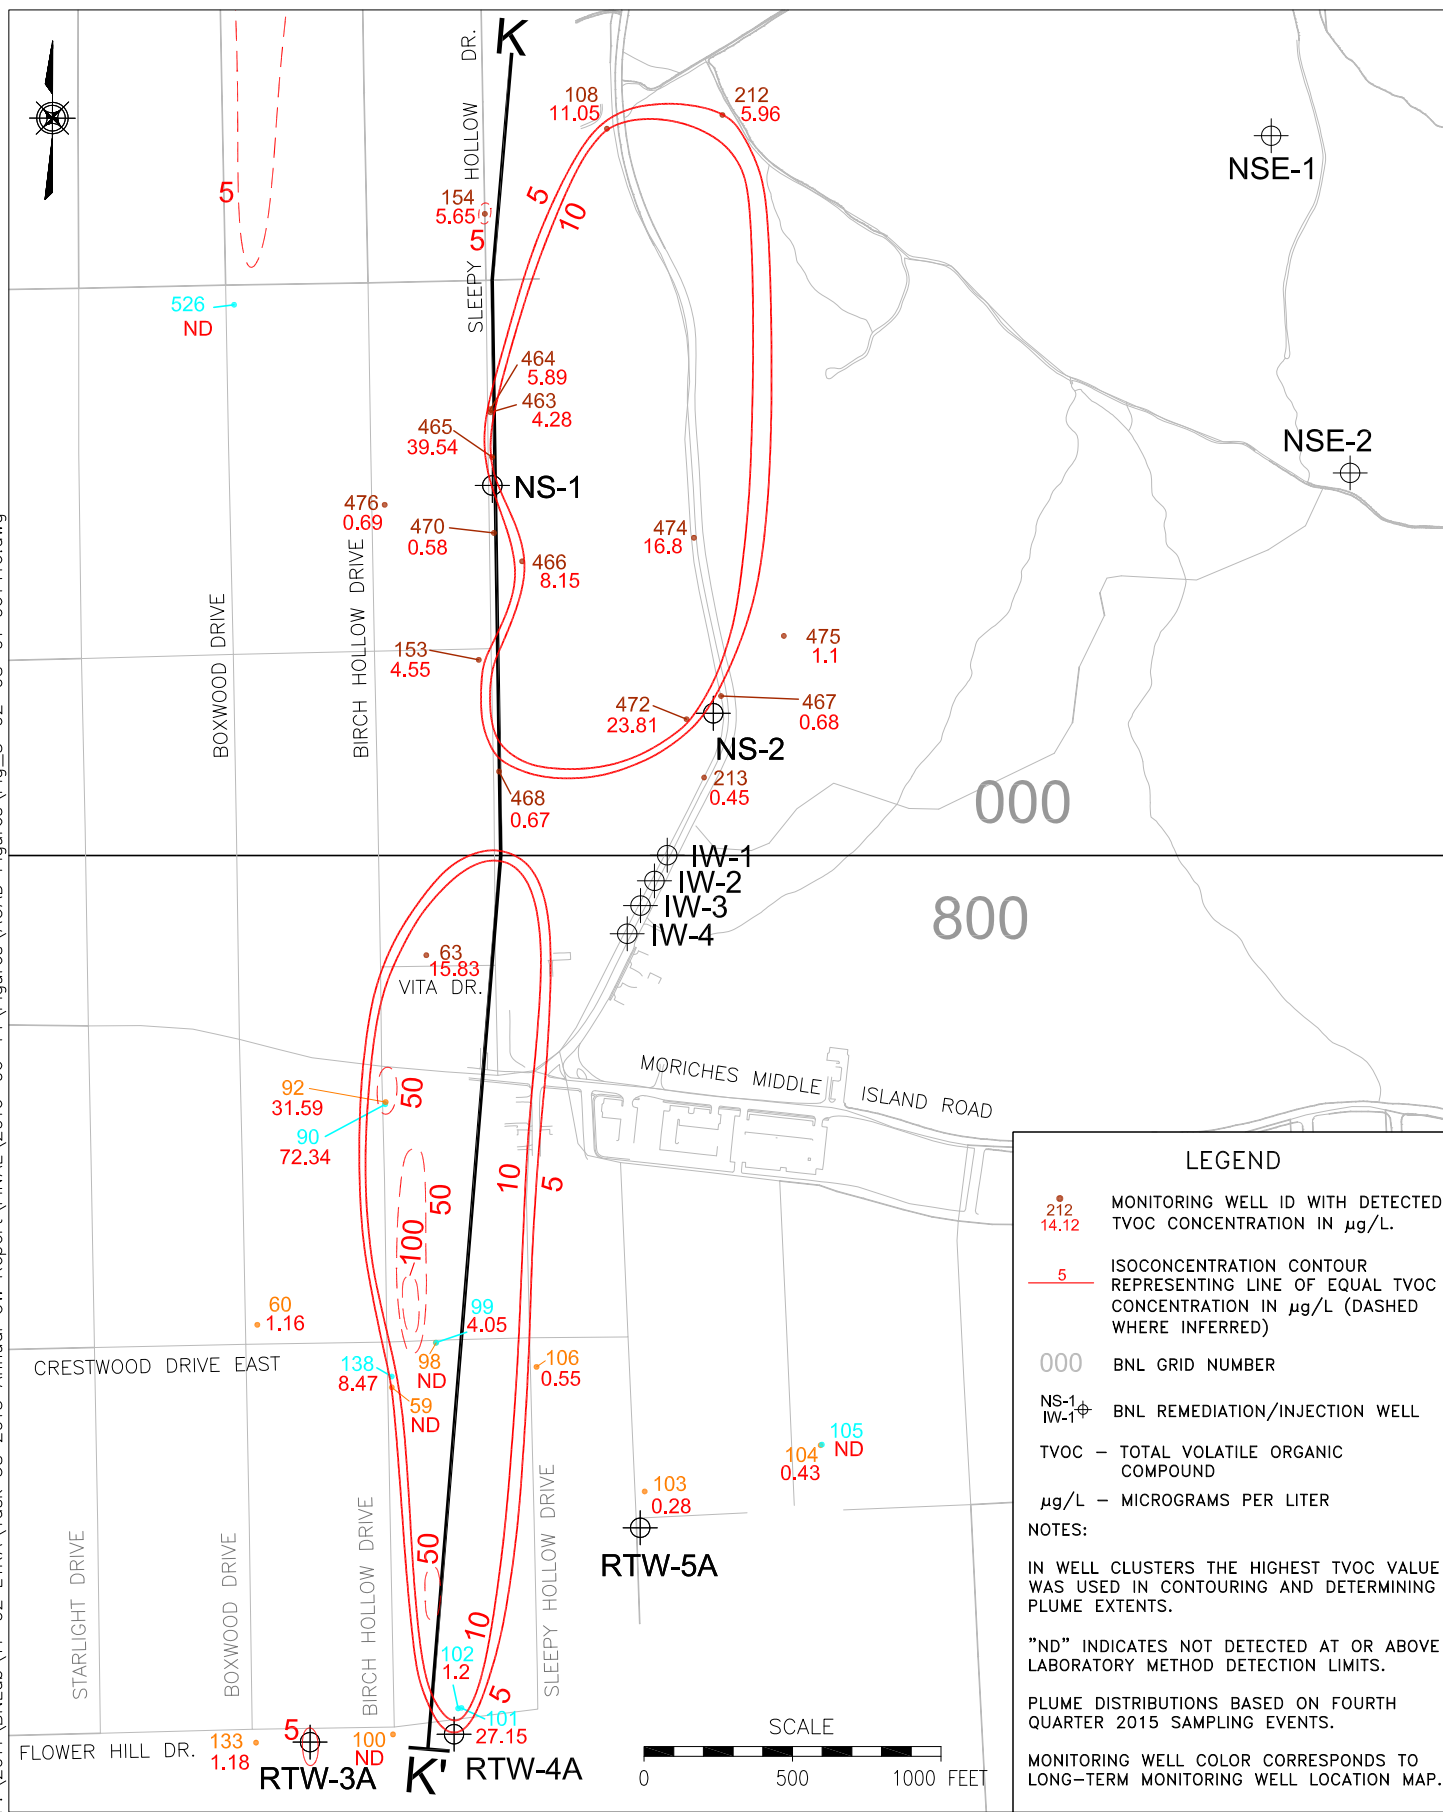 K
SLEEPY HOLLOW DR.
108
11.05
212
5.96
NSE-1
5
154
5.65
5
5
10
526
ND
464
5.89
463
4.28
465
39.54
NSE-2
NS-1
476
0.69
470
0.58
474
16.8
466
8.15
BOXWOOD DRIVE
BIRCH HOLLOW DRIVE
153
4.55
475
1.1
472
23.81
467
0.68
NS-2
468
0.67
213
0.45
000
IW-1
IW-2
IW-3
IW-4
800
63
15.83
VITA DR.
MORICHES MIDDLE ISLAND ROAD
92
31.59
50
90
72.34
50
100
10
5
60
1.16
99
4.05
CRESTWOOD DRIVE EAST
138
8.47
98
ND
106
0.55
59
ND
105
ND
104
0.43
103
0.28
RTW-5A
STARLIGHT DRIVE
BOXWOOD DRIVE
BIRCH HOLLOW DRIVE
SLEEPY HOLLOW DRIVE
50
10
102
1.2
5
101
27.15
5
FLOWER HILL DR.
133
1.18
100
ND
RTW-3A
K'
RTW-4A
SCALE
0 500 1000 FEET
LEGEND
212
14.12
MONITORING WELL ID WITH DETECTED
TVOC CONCENTRATION IN µg/L.
5
ISOCONCENTRATION CONTOUR
REPRESENTING LINE OF EQUAL TVOC
CONCENTRATION IN µg/L (DASHED
WHERE INFERRED)
000 BNL GRID NUMBER
NS-1
IW-1
BNL REMEDIATION/INJECTION WELL
TVOC – TOTAL VOLATILE ORGANIC
COMPOUND
µg/L – MICROGRAMS PER LITER
NOTES:
IN WELL CLUSTERS THE HIGHEST TVOC VALUE
WAS USED IN CONTOURING AND DETERMINING
PLUME EXTENTS.
"ND" INDICATES NOT DETECTED AT OR ABOVE
LABORATORY METHOD DETECTION LIMITS.
PLUME DISTRIBUTIONS BASED ON FOURTH
QUARTER 2015 SAMPLING EVENTS.
MONITORING WELL COLOR CORRESPONDS TO
LONG–TERM MONITORING WELL LOCATION MAP.